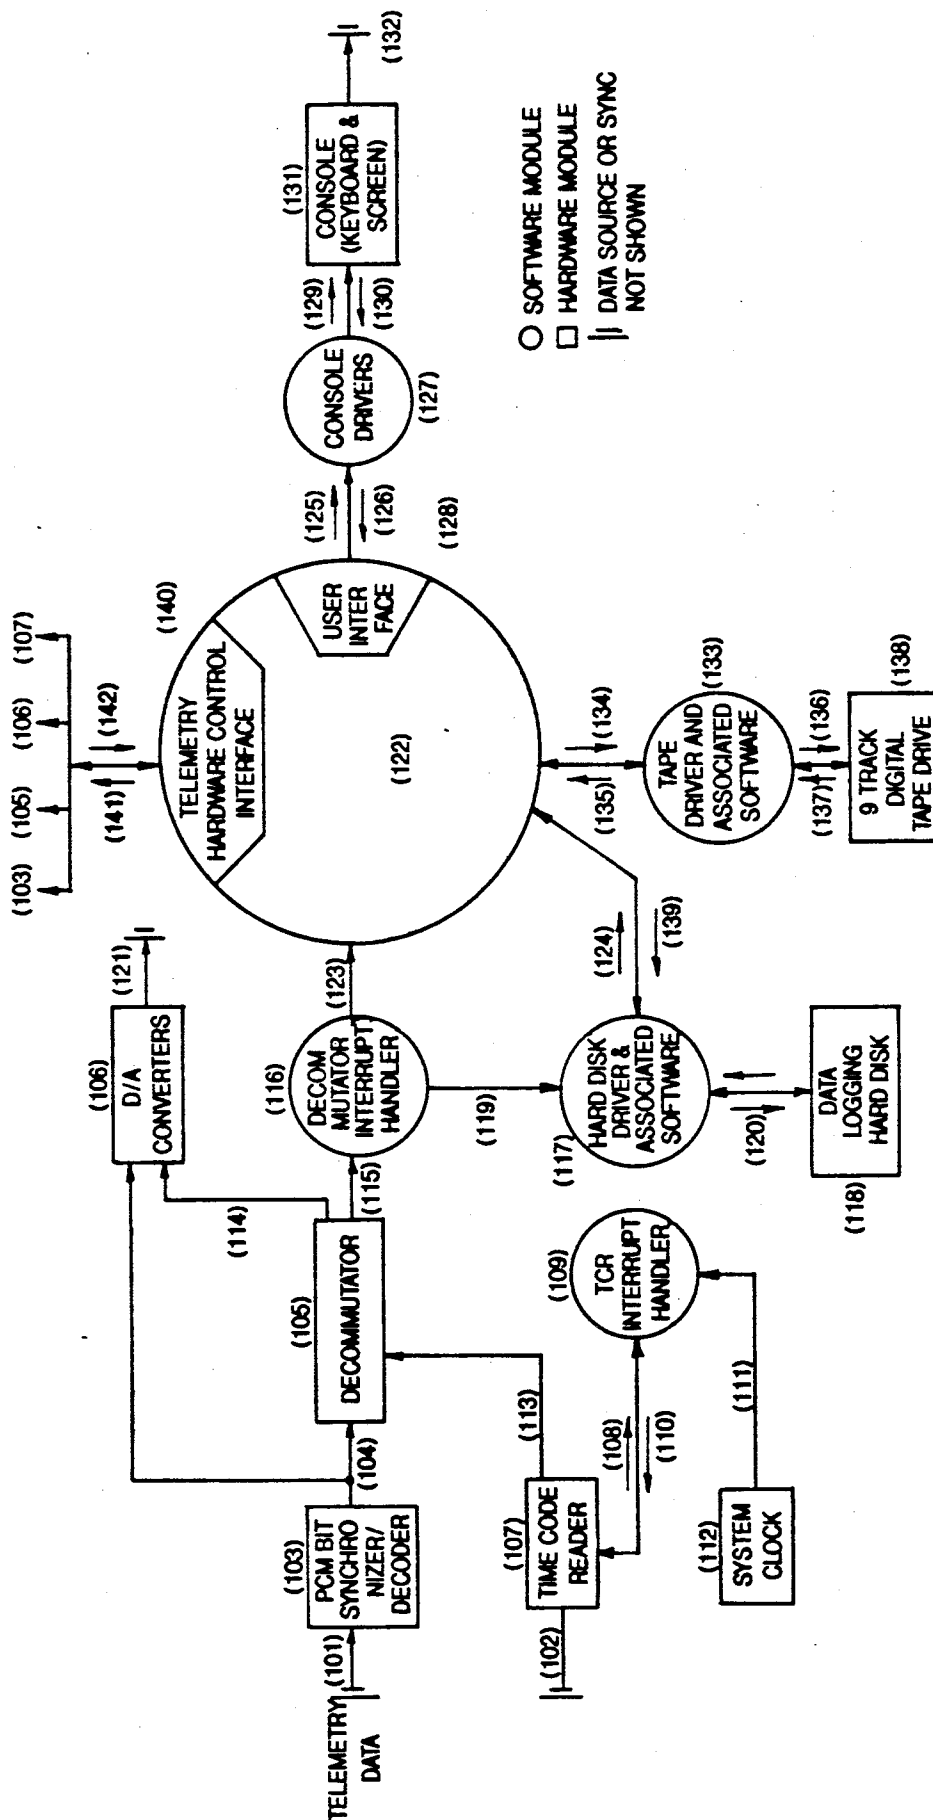 TELEMETRY
DATA
(101)
(103)
PCM BIT
SYNCHRO
NIZER/
DECODER
(104)
(105)
DECOMMUTATOR
(114)
(106)
D/A
CONVERTERS
(121)
(115)
(116)
DECOM
MUTATOR
INTERRUPT
HANDLER
(123)
(119)
(102)
(107)
TIME CODE
READER
(113)
(108)
(110)
(109)
TCR
INTERRUPT
HANDLER
(111)
(112)
SYSTEM
CLOCK
(117)
HARD DISK
DRIVER &
ASSOCIATED
SOFTWARE
(120)
(118)
DATA
LOGGING
HARD DISK
(124)
(139)
(103)
(105)
(106)
(107)
(141)
(142)
(140)
TELEMETRY
HARDWARE CONTROL
INTERFACE
(122)
USER
INTER
FACE
(128)
(125)
(126)
CONSOLE
DRIVERS
(127)
(129)
(130)
(131)
CONSOLE
(KEYBOARD &
SCREEN)
(132)
(135)
(134)
(133)
TAPE
DRIVER AND
ASSOCIATED
SOFTWARE
(137)
(136)
(138)
9 TRACK
DIGITAL
TAPE DRIVE
SOFTWARE MODULE
HARDWARE MODULE
DATA SOURCE OR SYNC
NOT SHOWN